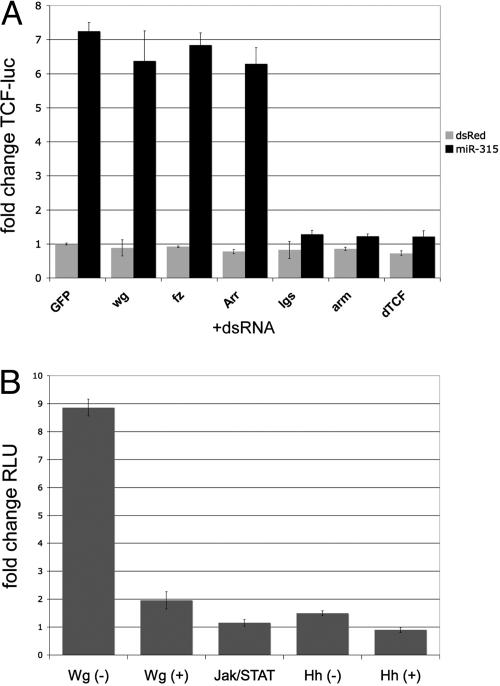 A
fold change TCF-luc
8
7
6
5
4
3
2
1
0
dsRed
miR-315
GFP
wg
fz
Arr
lgs
arm
dTCF
+dsRNA
B
fold change RLU
10
9
8
7
6
5
4
3
2
1
0
Wg (-)
Wg (+)
Jak/STAT
Hh (-)
Hh (+)